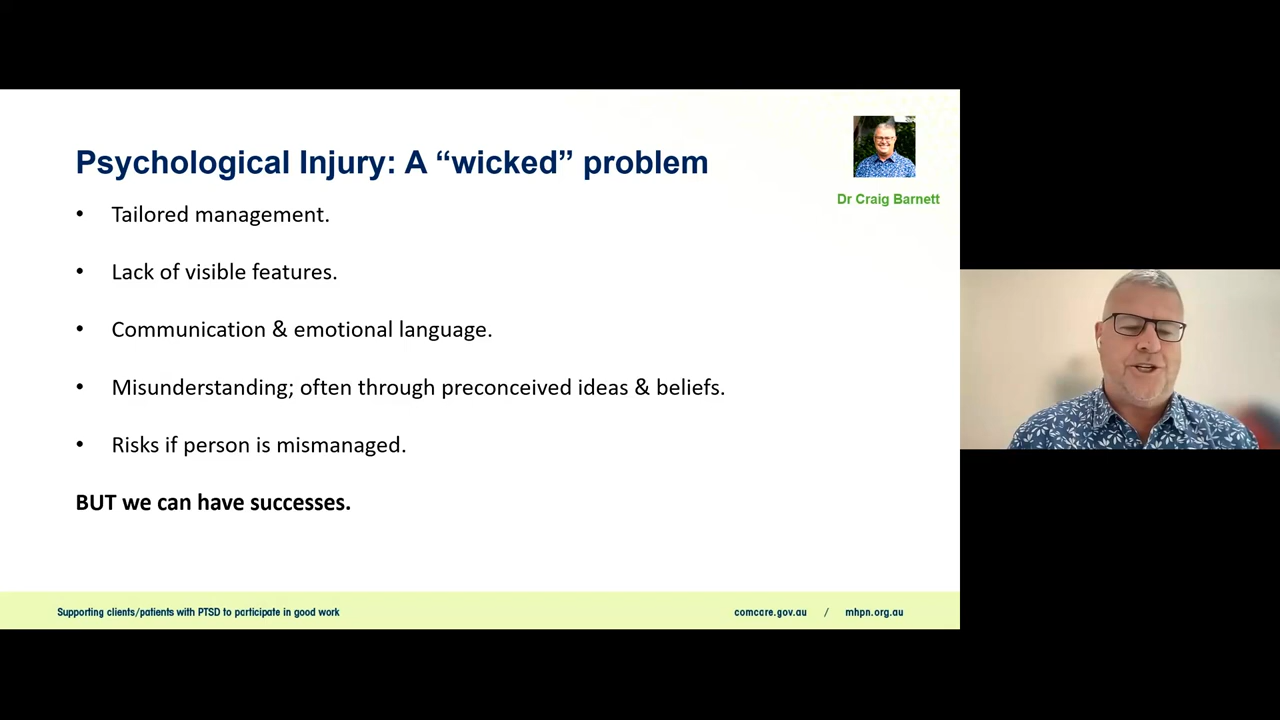 Psychological Injury: A “wicked” problem
Dr Craig Barnett
• Tailored management.
• Lack of visible features.
• Communication & emotional language.
• Misunderstanding; often through preconceived ideas & beliefs.
• Risks if person is mismanaged.
BUT we can have successes.
Supporting clients/patients with PTSD to participate in good work
comcare.gov.au / mhpn.org.au